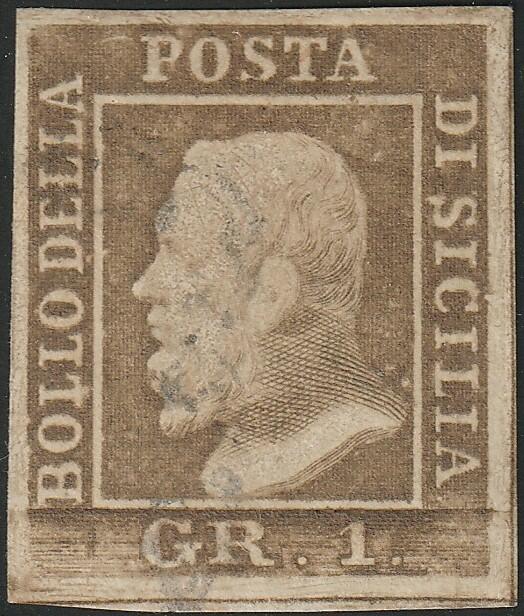 BOLLO DELLA
POSTA
DI SICILIA
GR. 1.